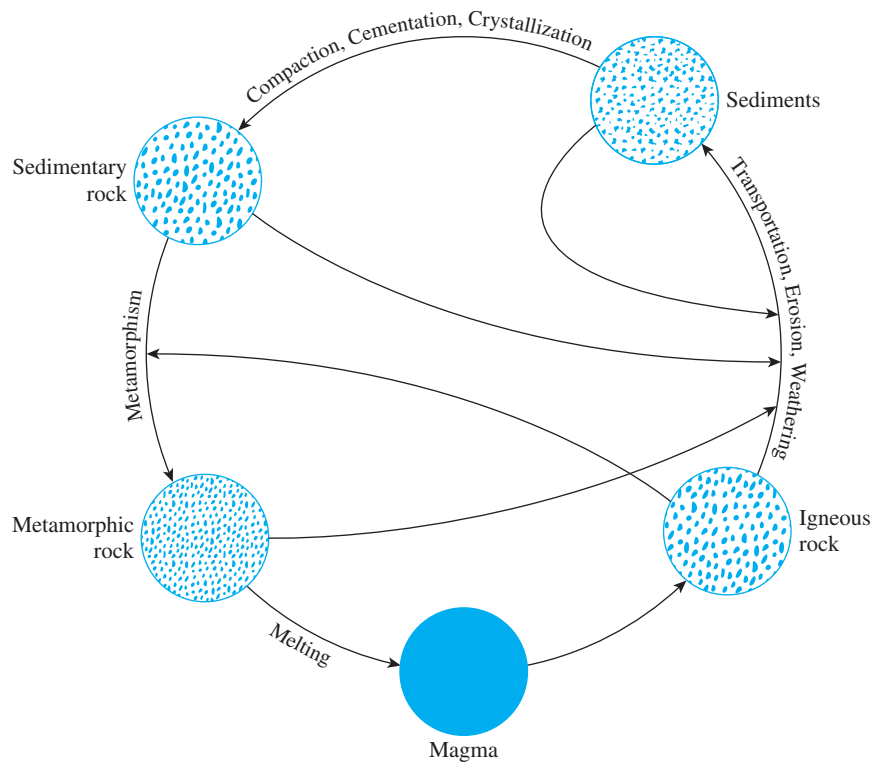 Compaction, Cementation, Crystallization
Sediments
Sedimentary
rock
Transportation, Erosion, Weathering
Metamorphism
Metamorphic
rock
Igneous
rock
Melting
Magma